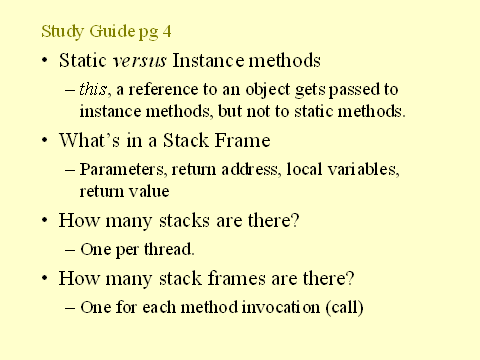 Study Guide pg 4
• Static versus Instance methods
– this, a reference to an object gets passed to
instance methods, but not to static methods.
• What's in a Stack Frame
– Parameters, return address, local variables,
return value
• How many stacks are there?
– One per thread.
• How many stack frames are there?
– One for each method invocation (call)